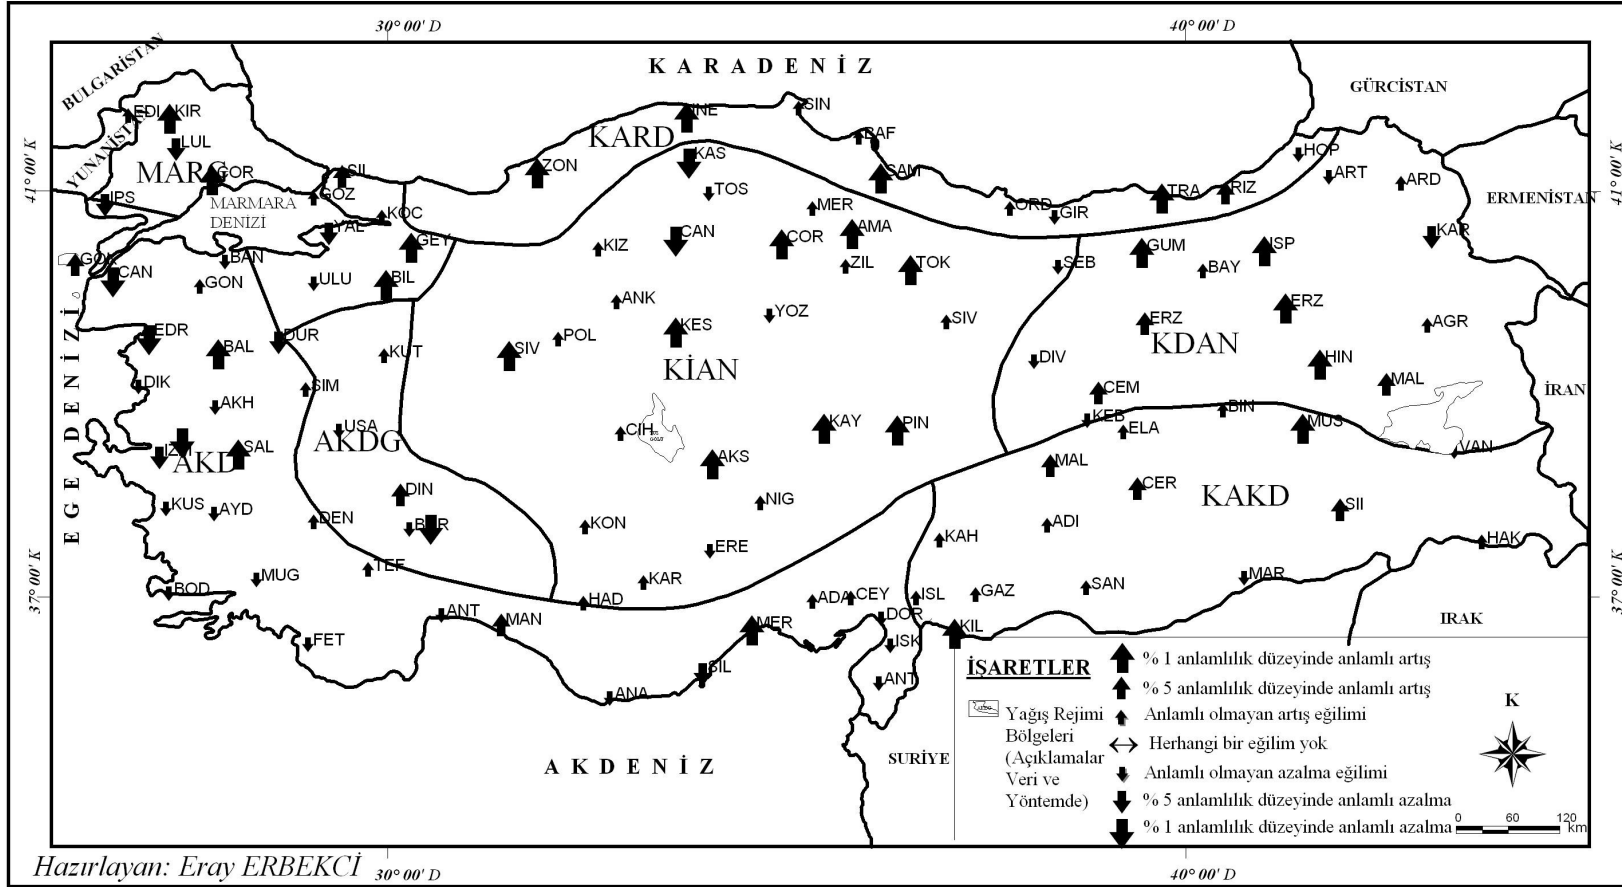 30° 00' D
40° 00' D
BULGARİSTAN
K A R A D E N İ Z
GÜRCİSTAN
EDI
KIR
INE
SIN
YUNANİSTAN
LUL
KARD
BAF
KAS
HOP
41° 00' K
41° 00' K
ZON
SAM
ART
ARD
COR
SIL
TOS
TRA
RIZ
IPS
MARMARA
DENİZİ
GOZ
KOC
MER
ORD
GIR
ERMENİSTAN
YAL
GEY
KIZ
CAN
COR
AMA
GUM
ISP
KAR
GOK
CAN
BAN
GON
ULU
BIL
ZIL
TOK
SEB
BAY
ANK
YOZ
ERZ
EDR
BAL
DUR
KUT
SIV
POL
KES
SIV
ERZ
AGR
KDAN
DIV
HIN
KİAN
DIK
SIM
CEM
MAL
İRAN
AKH
USA
CIH
KAY
PIN
KEB
ELA
BIN
MUS
VAN
AKDG
SAL
AKS
MAL
CER
KAKD
KUS
AYD
DIN
NIG
SII
DEN
BUR
KON
ADI
KAH
HAK
ERE
MUG
TEF
KAR
MAR
37° 00' K
37° 00' K
BOD
HAD
ADA
CEY
ISL
GAZ
SAN
ANT
MAN
MER
DOR
KIL
IRAK
FET
ISK
SIL
ANT
ANA
E G E D E N İ Z İ
A K D E N İ Z
SURİYE
İŞARETLER
Yağış Rejimi
Bölgeleri
(Açıklamalar
Veri ve
Yöntemde)
% 1 anlamlılık düzeyinde anlamlı artış
% 5 anlamlılık düzeyinde anlamlı artış
Anlamlı olmayan artış eğilimi
Herhangi bir eğilim yok
Anlamlı olmayan azalma eğilimi
% 5 anlamlılık düzeyinde anlamlı azalma
% 1 anlamlılık düzeyinde anlamlı azalma
K
0 60 120
km
Hazırlayan: Eray ERBEKCİ
30° 00' D
40° 00' D